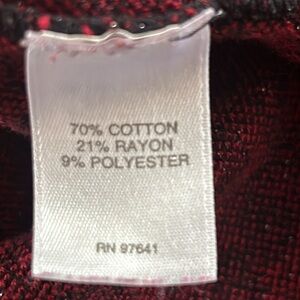 70% COTTON
21% RAYON
9% POLYESTER
RN 97641